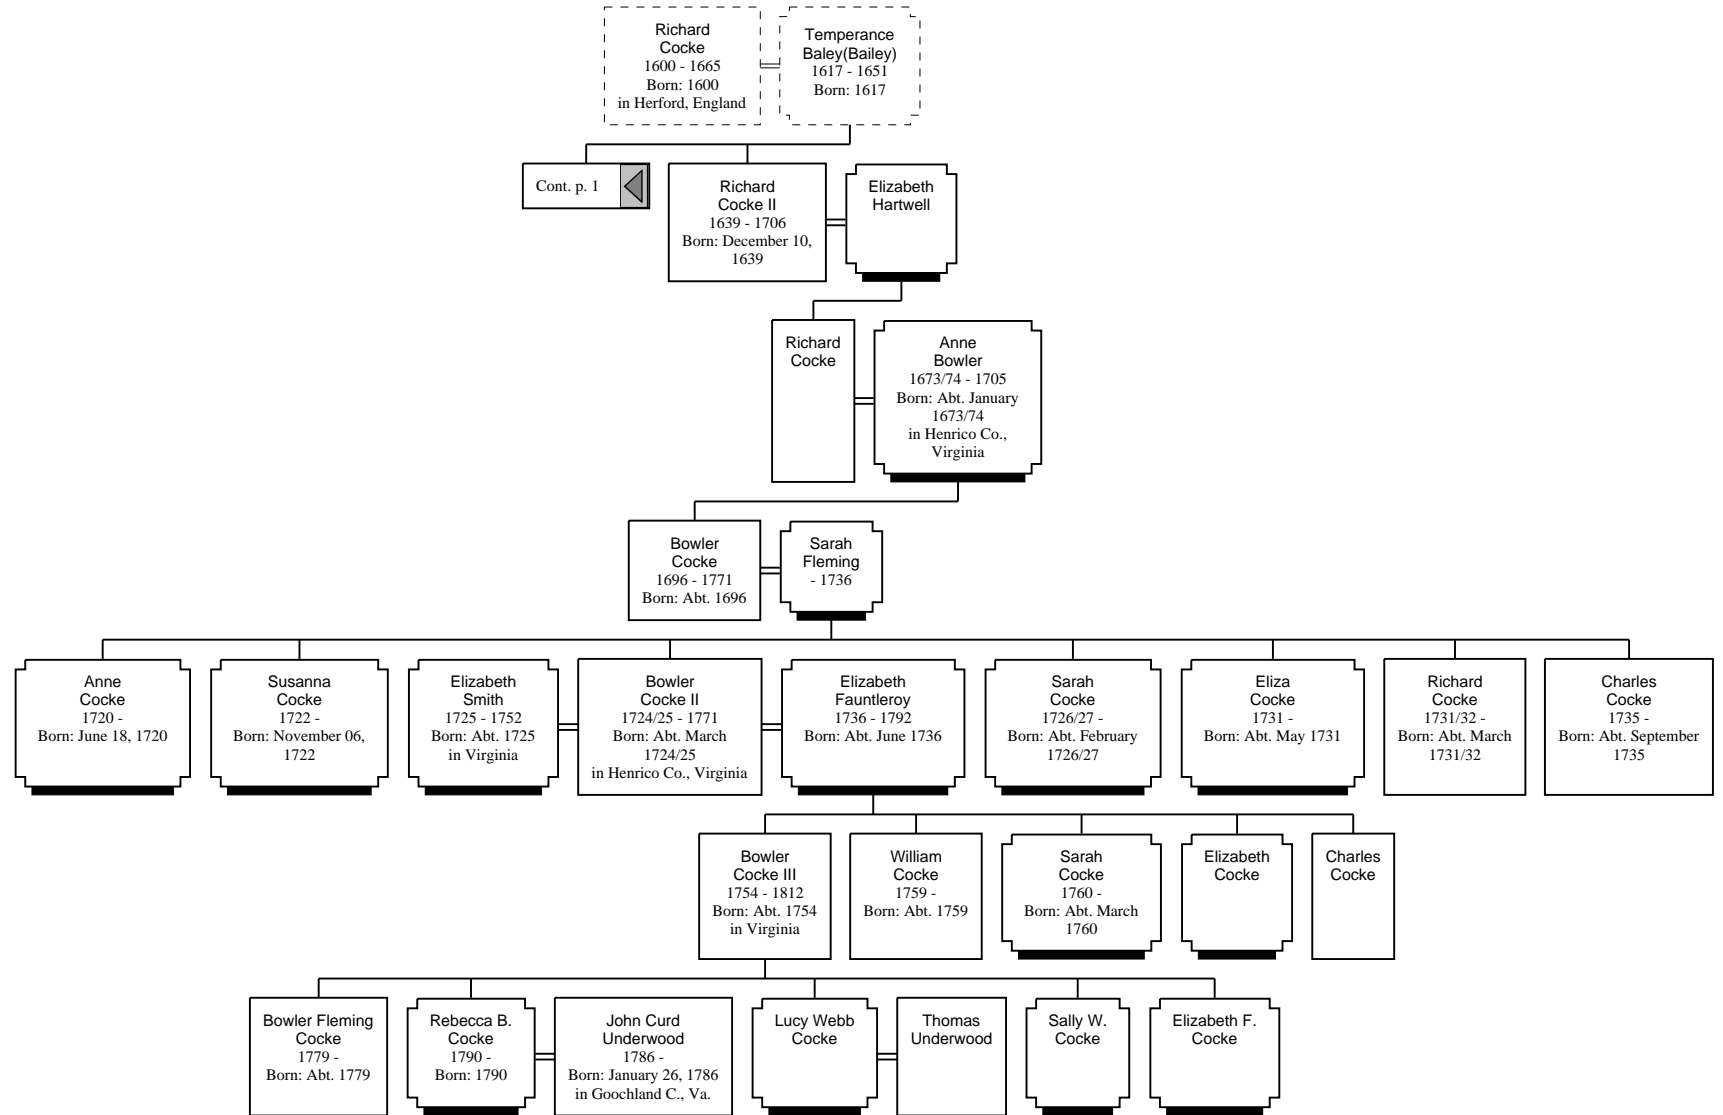 Richard
Cocke
1600 - 1665
Born: 1600
in Herford, England
Temperance
Baley(Bailey)
1617 - 1651
Born: 1617
Cont. p. 1
Richard
Cocke II
1639 - 1706
Born: December 10,
1639
Elizabeth
Hartwell
Richard
Cocke
Anne
Bowler
1673/74 - 1705
Born: Abt. January
1673/74
in Henrico Co.,
Virginia
Bowler
Cocke
1696 - 1771
Born: Abt. 1696
Sarah
Fleming
- 1736
Anne
Cocke
1720 -
Born: June 18, 1720
Susanna
Cocke
1722 -
Born: November 06,
1722
Elizabeth
Smith
1725 - 1752
Born: Abt. 1725
in Virginia
Bowler
Cocke II
1724/25 - 1771
Born: Abt. March
1724/25
in Henrico Co., Virginia
Elizabeth
Fauntleroy
1736 - 1792
Born: Abt. June 1736
Sarah
Cocke
1726/27 -
Born: Abt. February
1726/27
Eliza
Cocke
1731 -
Born: Abt. May 1731
Richard
Cocke
1731/32 -
Born: Abt. March
1731/32
Charles
Cocke
1735 -
Born: Abt. September
1735
Bowler
Cocke III
1754 - 1812
Born: Abt. 1754
in Virginia
William
Cocke
1759 -
Born: Abt. 1759
Sarah
Cocke
1760 -
Born: Abt. March
1760
Elizabeth
Cocke
Charles
Cocke
Bowler Fleming
Cocke
1779 -
Born: Abt. 1779
Rebecca B.
Cocke
1790 -
Born: 1790
John Curd
Underwood
1786 -
Born: January 26, 1786
in Goochland C., Va.
Lucy Webb
Cocke
Thomas
Underwood
Sally W.
Cocke
Elizabeth F.
Cocke